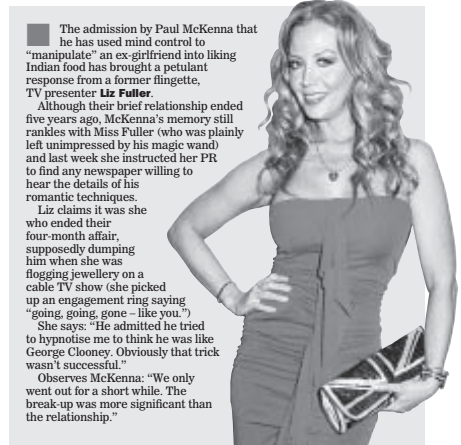 The admission by Paul McKenna that
he has used mind control to
“manipulate” an ex-girlfriend into liking
Indian food has brought a petulant
response from a former flingette,
TV presenter Liz Fuller.
Although their brief relationship ended
five years ago, McKenna’s memory still
rankles with Miss Fuller (who was plainly
left unimpressed by his magic wand)
and last week she instructed her PR
to find any newspaper willing to
hear the details of his
romantic techniques.
Liz claims it was she
who ended their
four-month affair,
supposedly dumping
him when she was
flogging jewellery on a
cable TV show (she picked
up an engagement ring saying
“going, going, gone – like you.”)
She says: “He admitted he tried
to hypnotise me to think he was like
George Clooney. Obviously that trick
wasn’t successful.”
Observes McKenna: “We only
went out for a short while. The
break-up was more significant than
the relationship.”